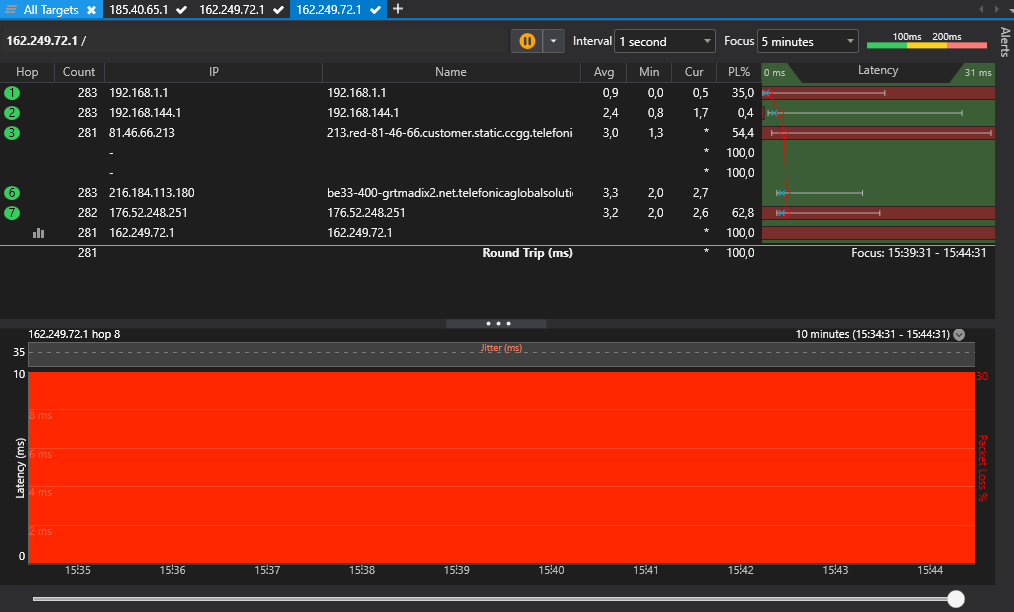 All Targets 185.40.65.1 162.249.72.1 162.249.72.1
162.249.72.1 / Interval 1 second Focus 5 minutes 100ms 200ms
Alerts
Hop Count IP Name Avg Min Cur PL% 0 ms Latency 31 ms
1 283 192.168.1.1 192.168.1.1 0,9 0,0 0,5 35,0
2 283 192.168.144.1 192.168.144.1 2,4 0,8 1,7 0,4
3 281 81.46.66.213 213.red-81-46-66.customer.static.ccgg.telefoni 3,0 1,3 * 54,4
- * 100,0
- * 100,0
6 283 216.184.113.180 be33-400-grtmadix2.net.telefonicaglobalsoluti 3,3 2,0 2,7
7 282 176.52.248.251 176.52.248.251 3,2 2,0 2,6 62,8
281 162.249.72.1 162.249.72.1 * 100,0
281 Round Trip (ms) * 100,0 Focus: 15:39:31 - 15:44:31
162.249.72.1 hop 8 10 minutes (15:34:31 - 15:44:31)
35 Jitter (ms)
10 30
8 ms
6 ms
4 ms
2 ms
0
Latency (ms)
Packet Loss %
15:35 15:36 15:37 15:38 15:39 15:40 15:41 15:42 15:43 15:44